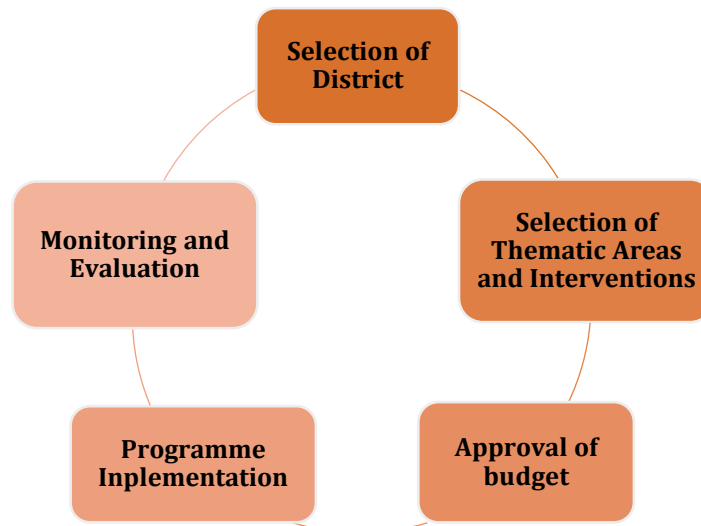 Selection of
District
Selection of
Thematic Areas
and Interventions
Approval of
budget
Programme
Inplementation
Monitoring and
Evaluation